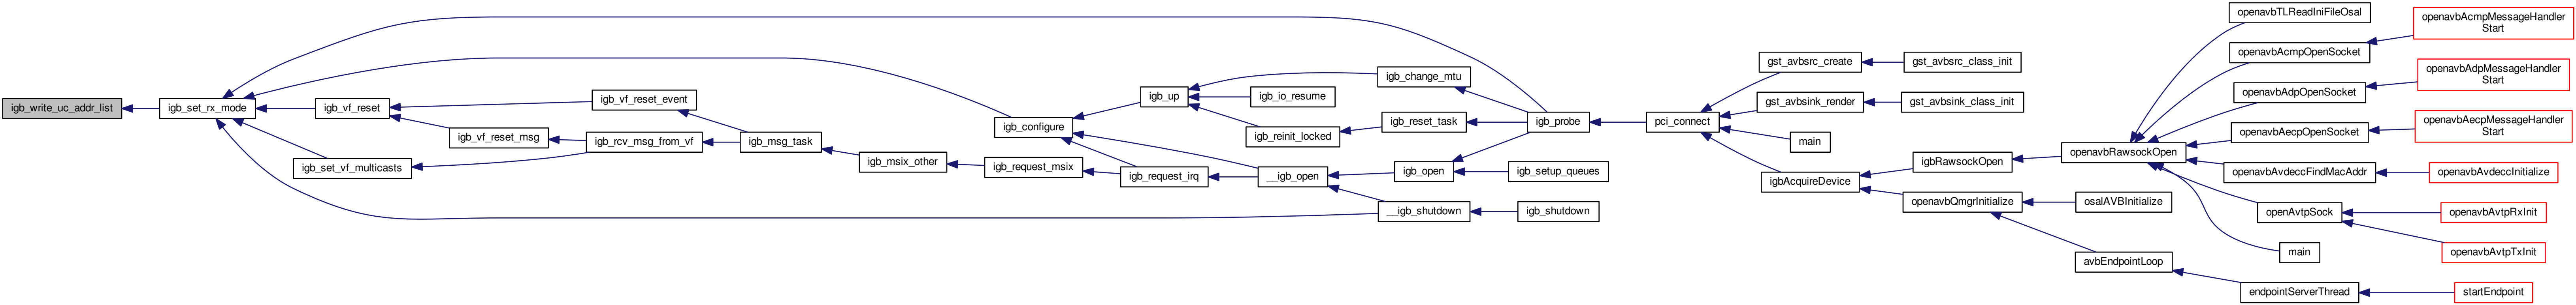 igb_write_uc_addr_list
igb_set_rx_mode
igb_vf_reset
igb_set_vf_multicasts
igb_vf_reset_msg
igb_vf_reset_event
igb_rcv_msg_from_vf
igb_msg_task
igb_msix_other
igb_request_msix
igb_configure
igb_request_irq
igb_up
igb_change_mtu
igb_io_resume
igb_reinit_locked
igb_reset_task
__igb_open
igb_open
igb_setup_queues
__igb_shutdown
igb_shutdown
igb_probe
pci_connect
gst_avbsrc_create
gst_avbsrc_class_init
gst_avbsink_render
gst_avbsink_class_init
main
igbAcquireDevice
igbRawsockOpen
openavbQmgrInitialize
osalAVBInitialize
avbEndpointLoop
endpointServerThread
startEndpoint
openavbRawsockOpen
openavbTLReadIniFileOsal
openavbAcmpOpenSocket
openavbAcmpMessageHandler
Start
openavbAdpOpenSocket
openavbAdpMessageHandler
Start
openavbAecpOpenSocket
openavbAecpMessageHandler
Start
openavbAvdeccFindMacAddr
openavbAvdeccInitialize
openAvtpSock
openavbAvtpRxInit
openavbAvtpTxInit
main